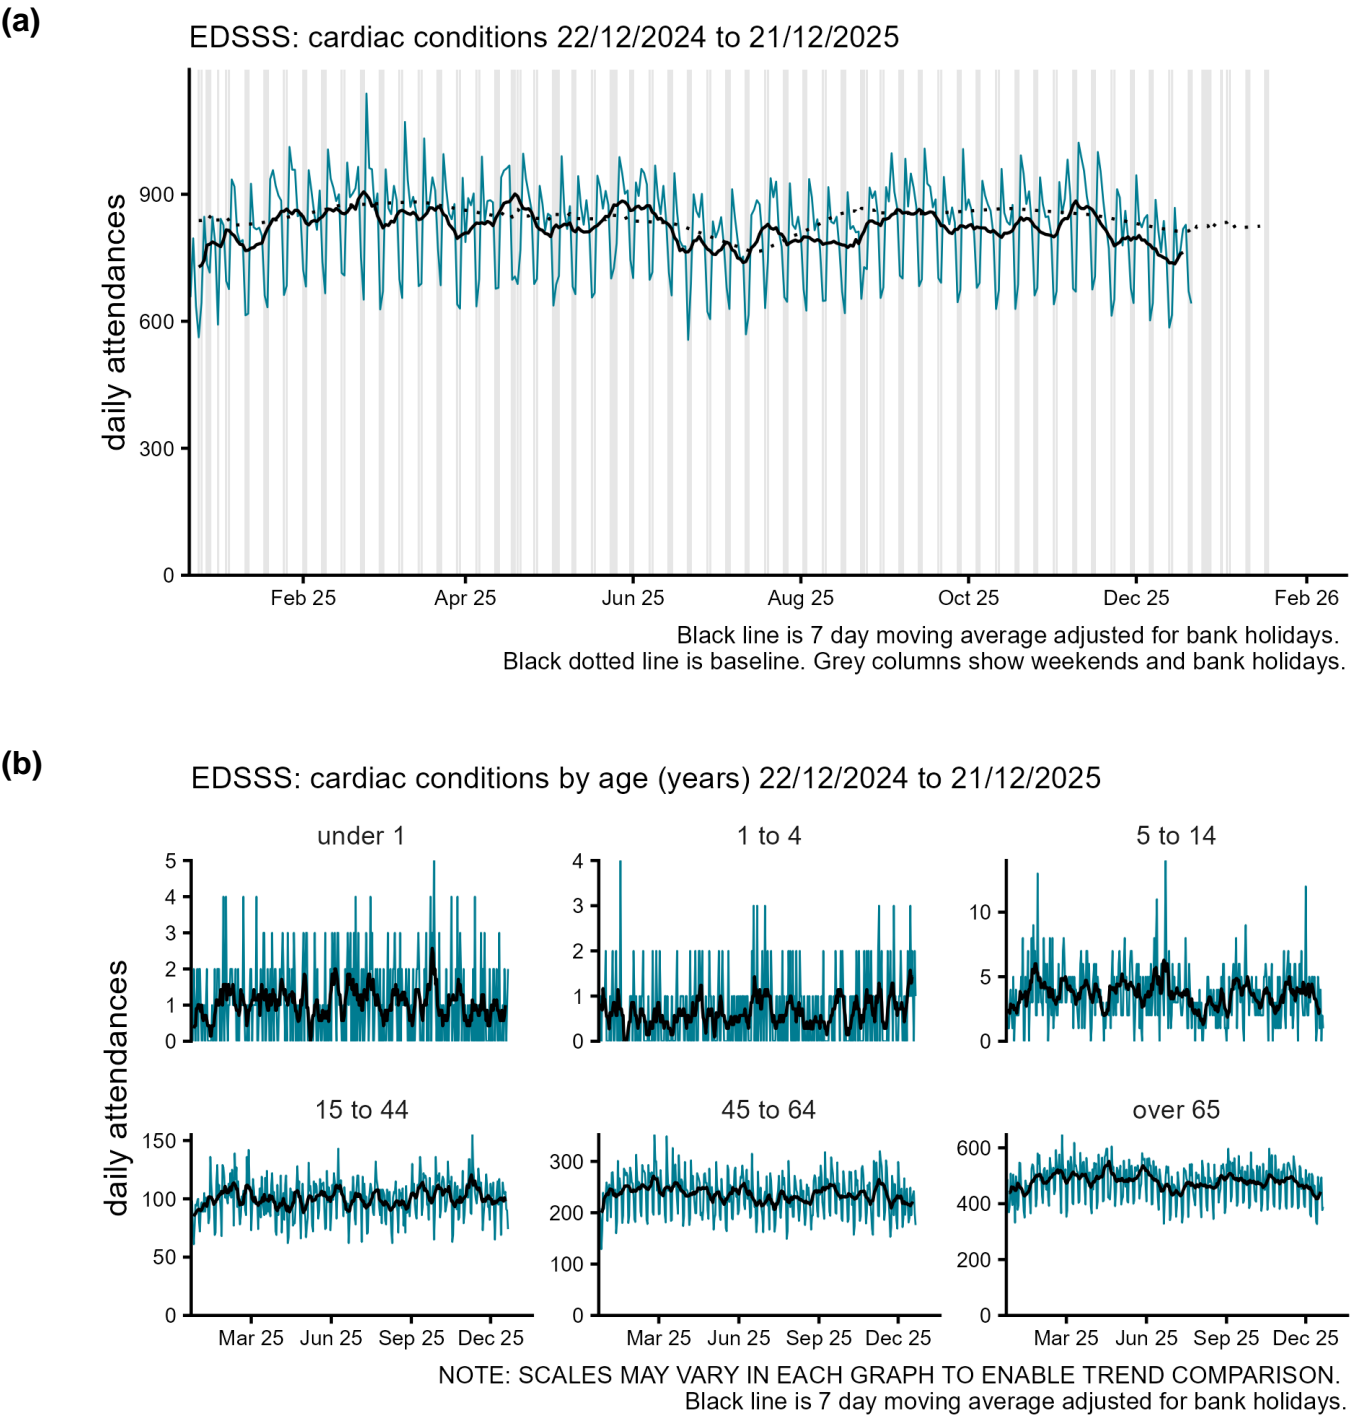 (a)
EDSSS: cardiac conditions 22/12/2024 to 21/12/2025
daily attendances
900
600
300
0
Feb 25 Apr 25 Jun 25 Aug 25 Oct 25 Dec 25 Feb 26
Black line is 7 day moving average adjusted for bank holidays.
Black dotted line is baseline. Grey columns show weekends and bank holidays.
(b)
EDSSS: cardiac conditions by age (years) 22/12/2024 to 21/12/2025
daily attendances
under 1
5
4
3
2
1
0
1 to 4
4
3
2
1
0
5 to 14
10
5
0
15 to 44
150
100
50
0
Mar 25 Jun 25 Sep 25 Dec 25
45 to 64
300
200
100
0
Mar 25 Jun 25 Sep 25 Dec 25
over 65
600
400
200
0
Mar 25 Jun 25 Sep 25 Dec 25
NOTE: SCALES MAY VARY IN EACH GRAPH TO ENABLE TREND COMPARISON.
Black line is 7 day moving average adjusted for bank holidays.